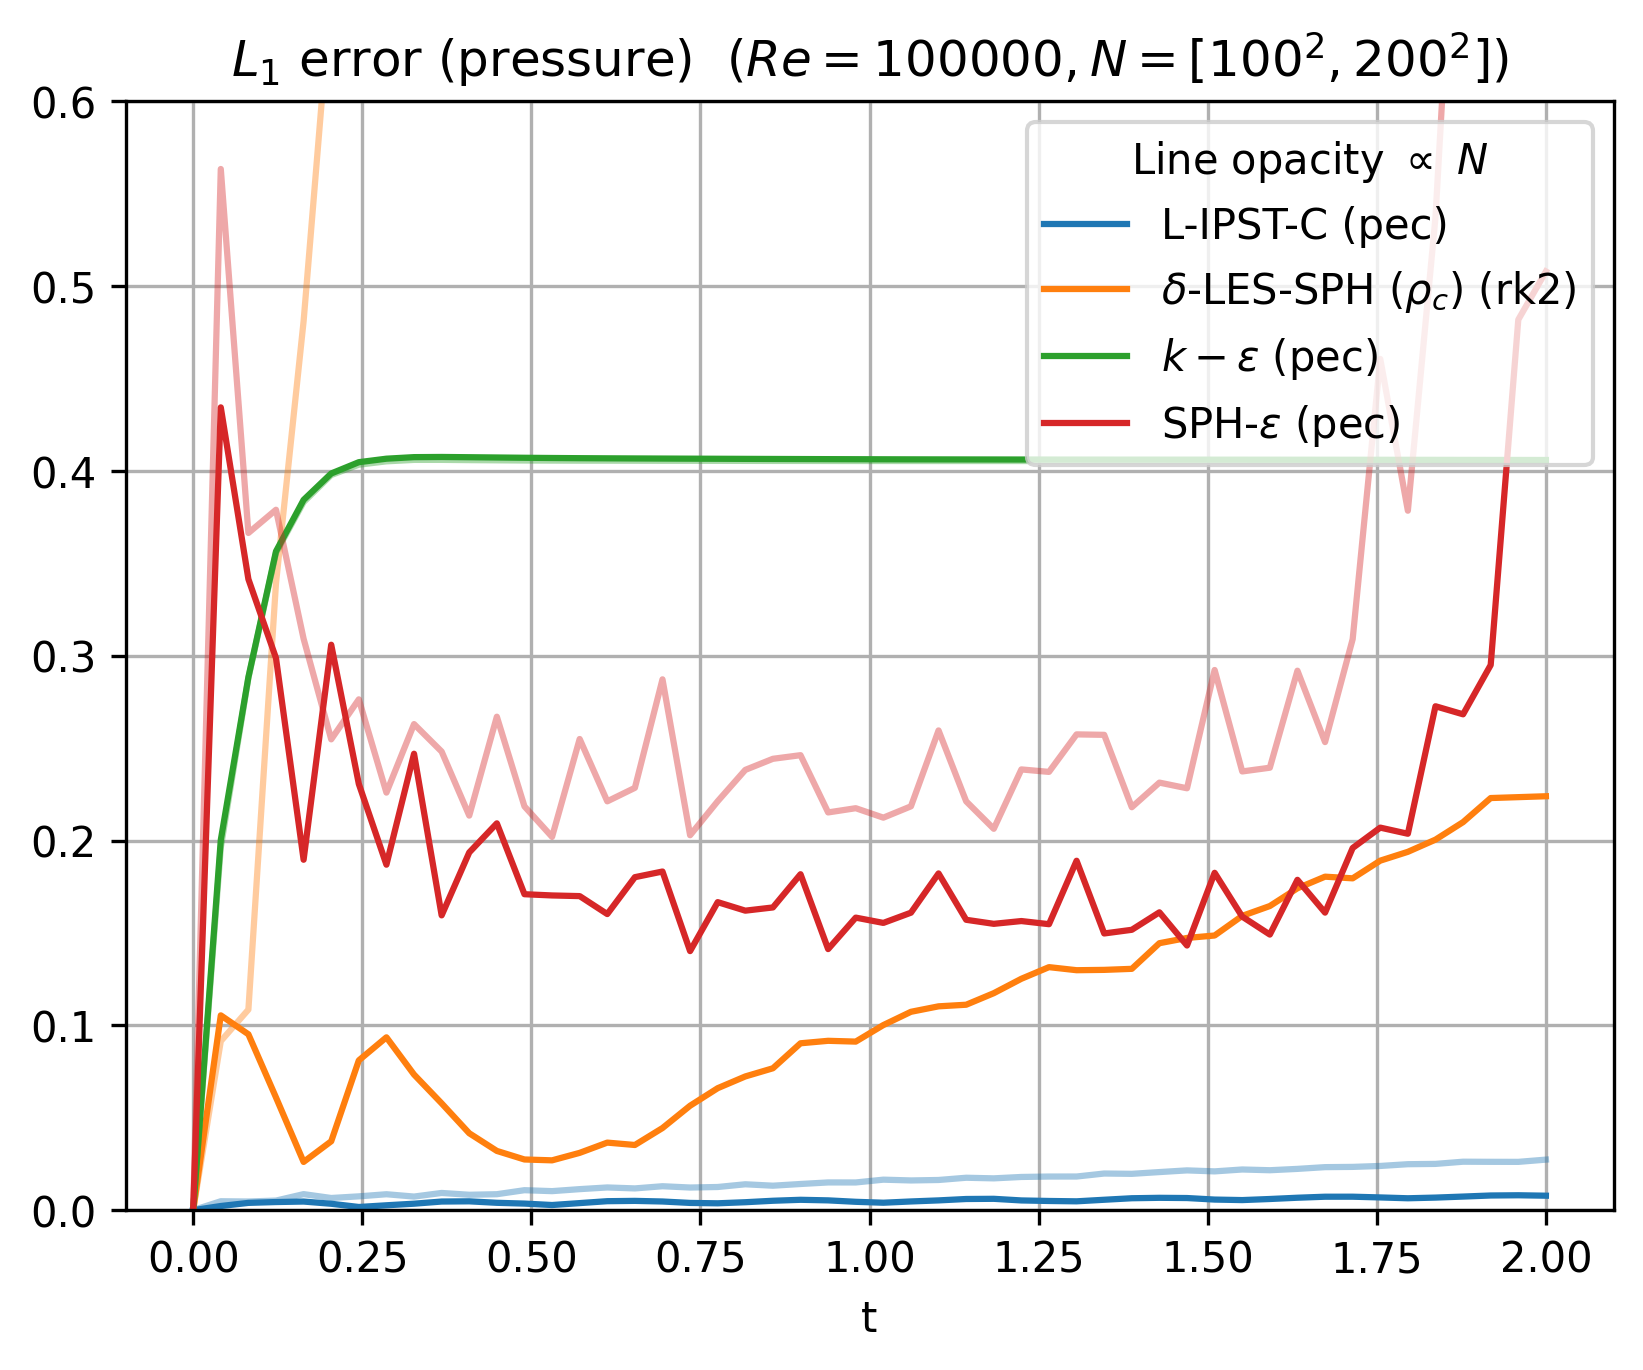 L₁ error (pressure) (Re = 100000, N = [100², 200²])
0.6
0.5
0.4
0.3
0.2
0.1
0.0
Line opacity ∝ N
L-IPST-C (pec)
δ-LES-SPH (ρ_c) (rk2)
k − ε (pec)
SPH-ε (pec)
0.00 0.25 0.50 0.75 1.00 1.25 1.50 1.75 2.00
t